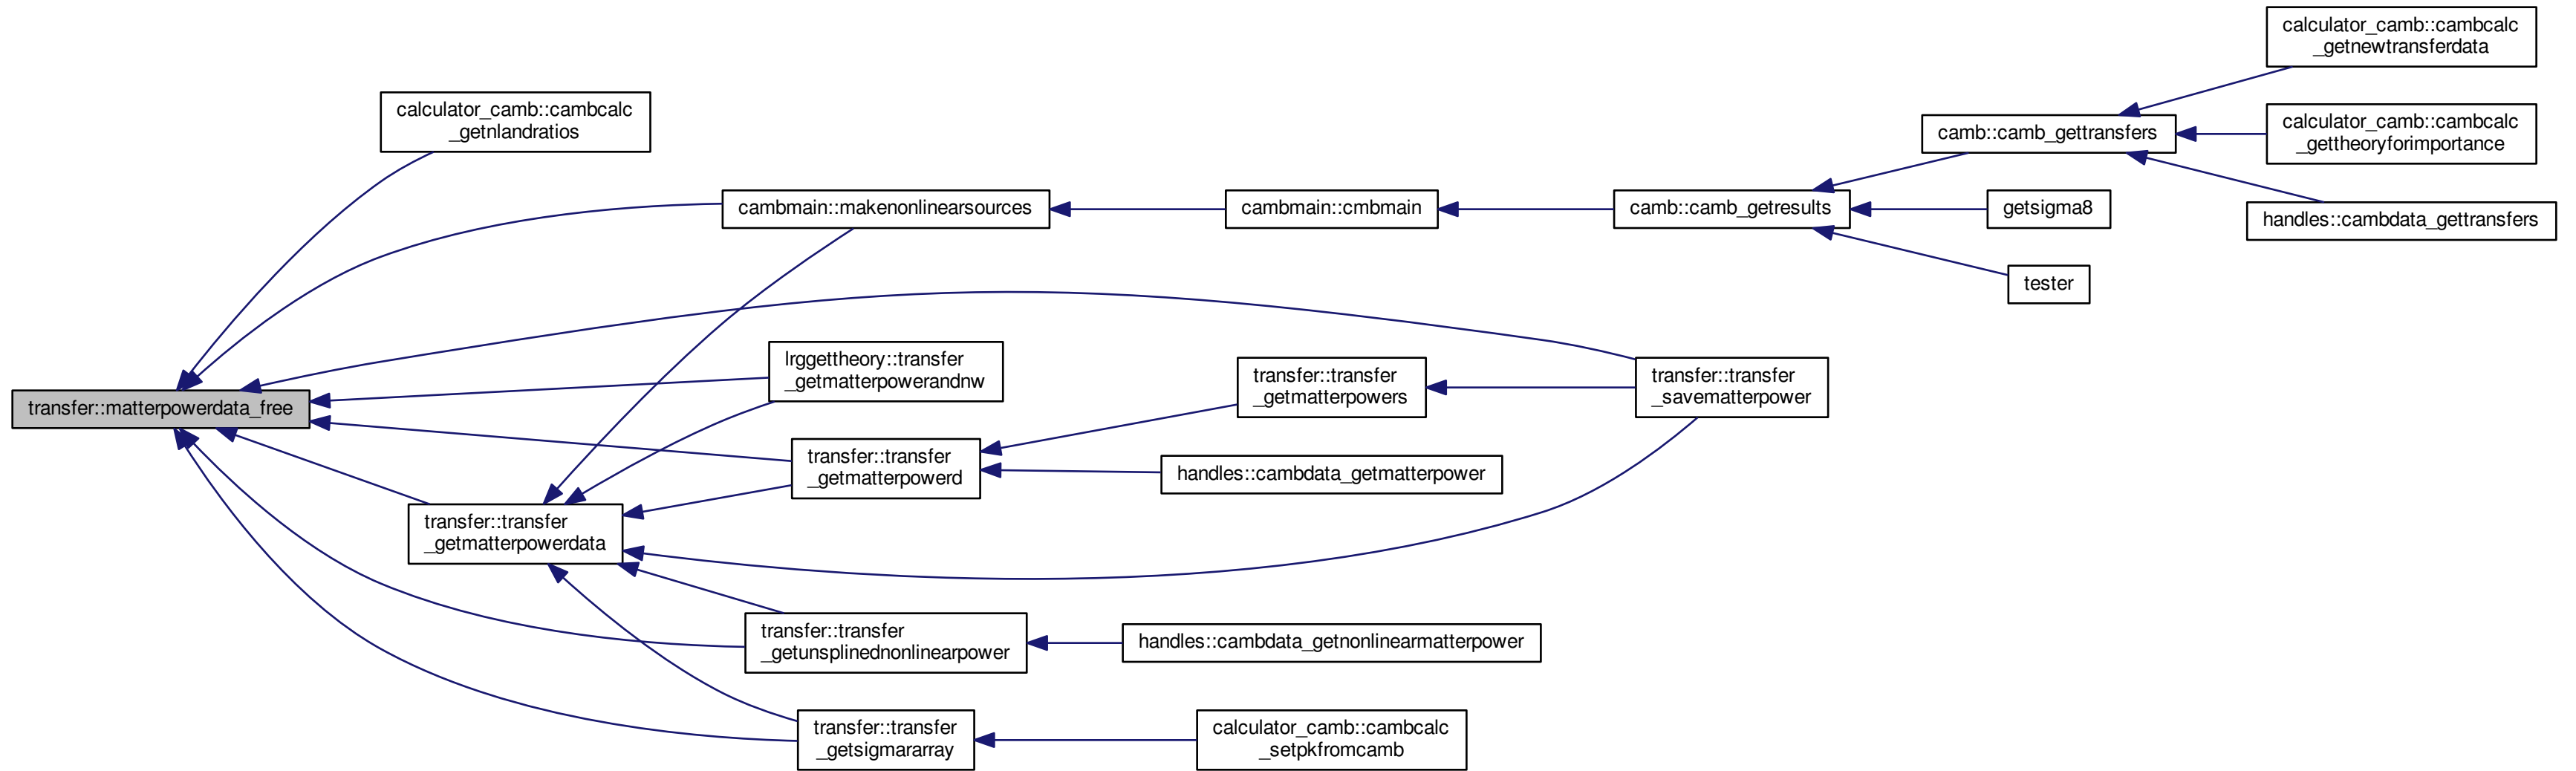 calculator_camb::cambcalc
_getnewtransferdata
calculator_camb::cambcalc
_getnlandratios
camb::camb_gettransfers
calculator_camb::cambcalc
_gettheoryforimportance
cambmain::makenonlinearsources
cambmain::cmbmain
camb::camb_getresults
getsigma8
handles::cambdata_gettransfers
tester
lrggettheory::transfer
_getmatterpowerandnw
transfer::transfer
_getmatterpowers
transfer::transfer
_savematterpower
transfer::matterpowerdata_free
transfer::transfer
_getmatterpowerd
handles::cambdata_getmatterpower
transfer::transfer
_getmatterpowerdata
transfer::transfer
_getunsplinednonlinearpower
handles::cambdata_getnonlinearmatterpower
transfer::transfer
_getsigmararray
calculator_camb::cambcalc
_setpkfromcamb